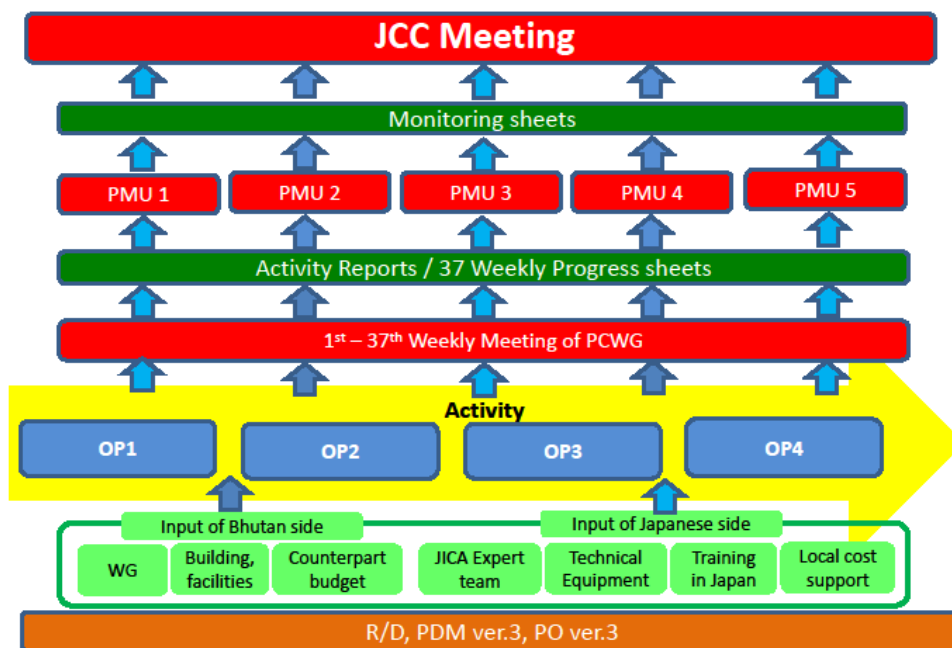 JCC Meeting
Monitoring sheets
PMU 1
PMU 2
PMU 3
PMU 4
PMU 5
Activity Reports / 37 Weekly Progress sheets
1st – 37th Weekly Meeting of PCWG
Activity
OP1
OP2
OP3
OP4
Input of Bhutan side
Input of Japanese side
WG
Building,
facilities
Counterpart
budget
JICA Expert
team
Technical
Equipment
Training
in Japan
Local cost
support
R/D, PDM ver.3, PO ver.3